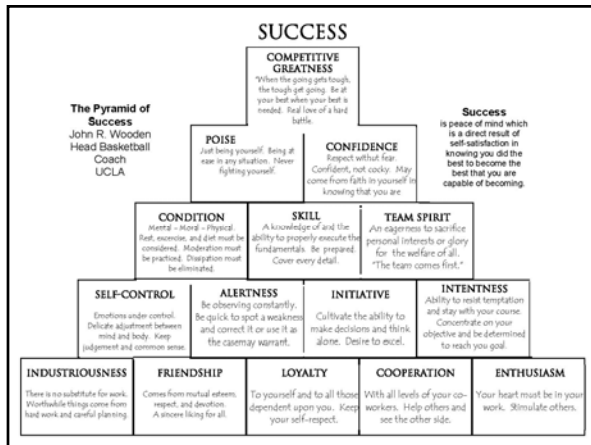 SUCCESS
COMPETITIVE
GREATNESS
"When the going gets tough,
the tough get going. Be at
your best when your best is
needed. Real love of a hard
battle.
The Pyramid of
Success
John R. Wooden
Head Basketball
Coach
UCLA
Success
is peace of mind which
is a direct result of
self-satisfaction in
knowing you did the
best to become the
best that you are
capable of becoming.
POISE
Just being yourself. Being at
ease in any situation. Never
fighting yourself.
CONFIDENCE
Respect without fear.
Confident, not cocky. May
come from faith in yourself in
knowing that you are
CONDITION
Mental - Moral - Physical.
Rest, excercise, and diet must be
considered. Moderation must
be practiced. Dissipation must
be eliminated.
SKILL
A knowledge of and the
ability to properly execute the
fundamentals. Be prepared.
Cover every detail.
TEAM SPIRIT
An eagerness to sacrifice
personal interests or glory
for the welfare of all.
"The team comes first."
SELF-CONTROL
Emotions under control.
Delicate adjustment between
mind and body. Keep
judgement and common sense.
ALERTNESS
Be observing constantly.
Be quick to spot a weakness
and correct it or use it as
the casemay warrant.
INITIATIVE
Cultivate the ability to
make decisions and think
alone. Desire to excel.
INTENTNESS
Ability to resist temptation
and stay with your course.
Concentrate on your
objective and be determined
to reach you goal.
INDUSTRIOUSNESS
There is no substitute for work.
Worthwhile things come from
hard work and careful planning.
FRIENDSHIP
Comes from mutual esteem,
respect, and devotion.
A sincere liking for all.
LOYALTY
To yourself and to all those
dependent upon you. Keep
your self-respect.
COOPERATION
With all levels of your co-
workers. Help others and
see the other side.
ENTHUSIASM
Your heart must be in your
work. Stimulate others.